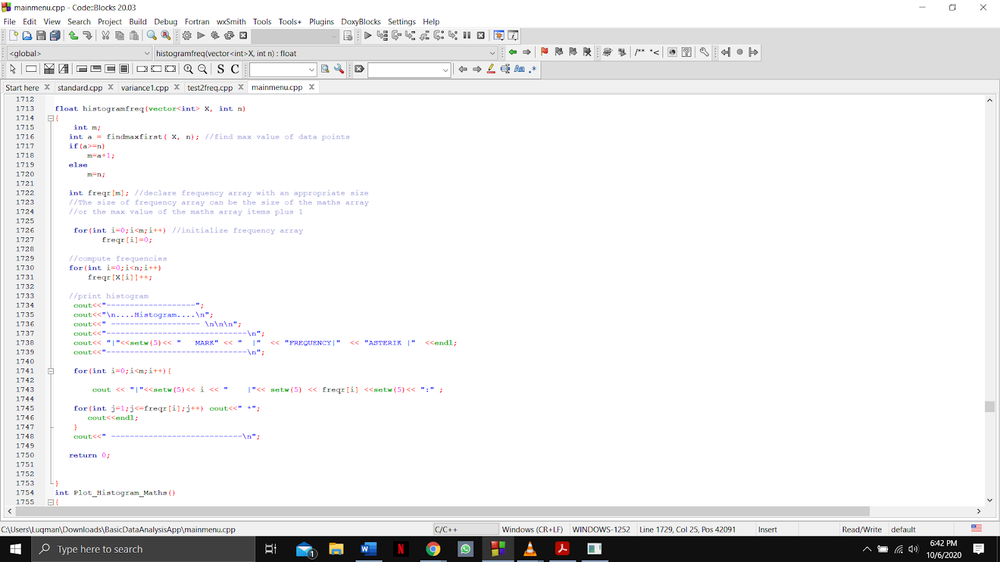 mainmenu.cpp - Code::Blocks 20.03
File Edit View Search Project Build Debug Fortran wxSmith Tools Tools+ Plugins DoxyBlocks Settings Help
<global> histogramfreq(vector<int>X, int n) : float /** *<
S C Aa .*
Start here X standard.cpp X variance1.cpp X test2freq.cpp X mainmenu.cpp X
1712
1713 float histogramfreq(vector<int> X, int n)
1714 {
1715 int m;
1716 int a = findmaxfirst( X, n); //find max value of data points
1717 if(a>=n)
1718 m=a+1;
1719 else
1720 m=n;
1721
1722 int freqr[m]; //declare frequency array with an appropriate size
1723 //The size of frequency array can be the size of the maths array
1724 //or the max value of the maths array items plus 1
1725
1726 for(int i=0;i<m;i++) //initialize frequency array
1727 freqr[i]=0;
1728
1729 //compute frequencies
1730 for(int i=0;i<n;i++)
1731 freqr[X[i]]++;
1732
1733 //print histogram
1734 cout<<"-------------------";
1735 cout<<"\n....Histogram....\n";
1736 cout<<" ------------------- \n\n\n";
1737 cout<<"------------------------------\n";
1738 cout<< "|"<<setw(5)<< "   MARK" << "  |"  << "FREQUENCY|"  << "ASTERIK |"  <<endl;
1739 cout<<"------------------------------\n";
1740
1741 for(int i=0;i<m;i++){
1742
1743 cout << "|"<<setw(5)<< i << "    |"<< setw(5) << freqr[i] <<setw(5)<< ":" ;
1744
1745 for(int j=1;j<=freqr[i];j++) cout<<" *";
1746 cout<<endl;
1747 }
1748 cout<<" ----------------------------\n";
1749
1750 return 0;
1751
1752
1753 }
1754 int Plot_Histogram_Maths()
1755 {
C:\Users\Luqman\Downloads\BasicDataAnalysisApp\mainmenu.cpp C/C++ Windows (CR+LF) WINDOWS-1252 Line 1729, Col 25, Pos 42091 Insert Read/Write default
Type here to search 1 6:42 PM
10/6/2020